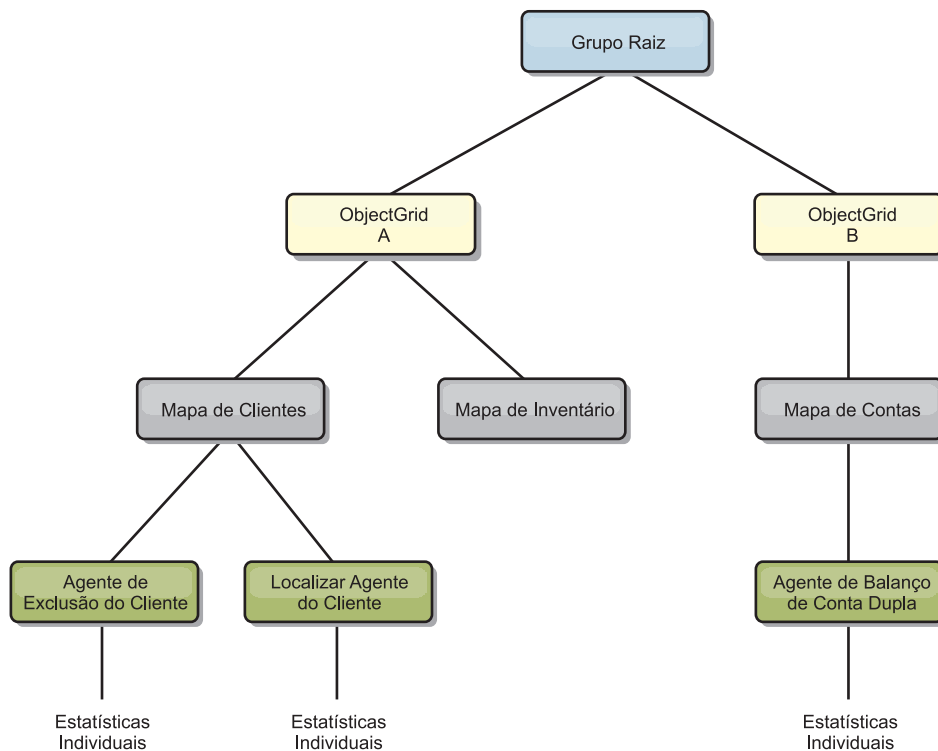 Grupo Raiz
ObjectGrid
A
ObjectGrid
B
Mapa de Clientes
Mapa de Inventário
Mapa de Contas
Agente de
Exclusão do Cliente
Localizar Agente
do Cliente
Agente de Balanço
de Conta Dupla
Estatísticas
Individuais
Estatísticas
Individuais
Estatísticas
Individuais